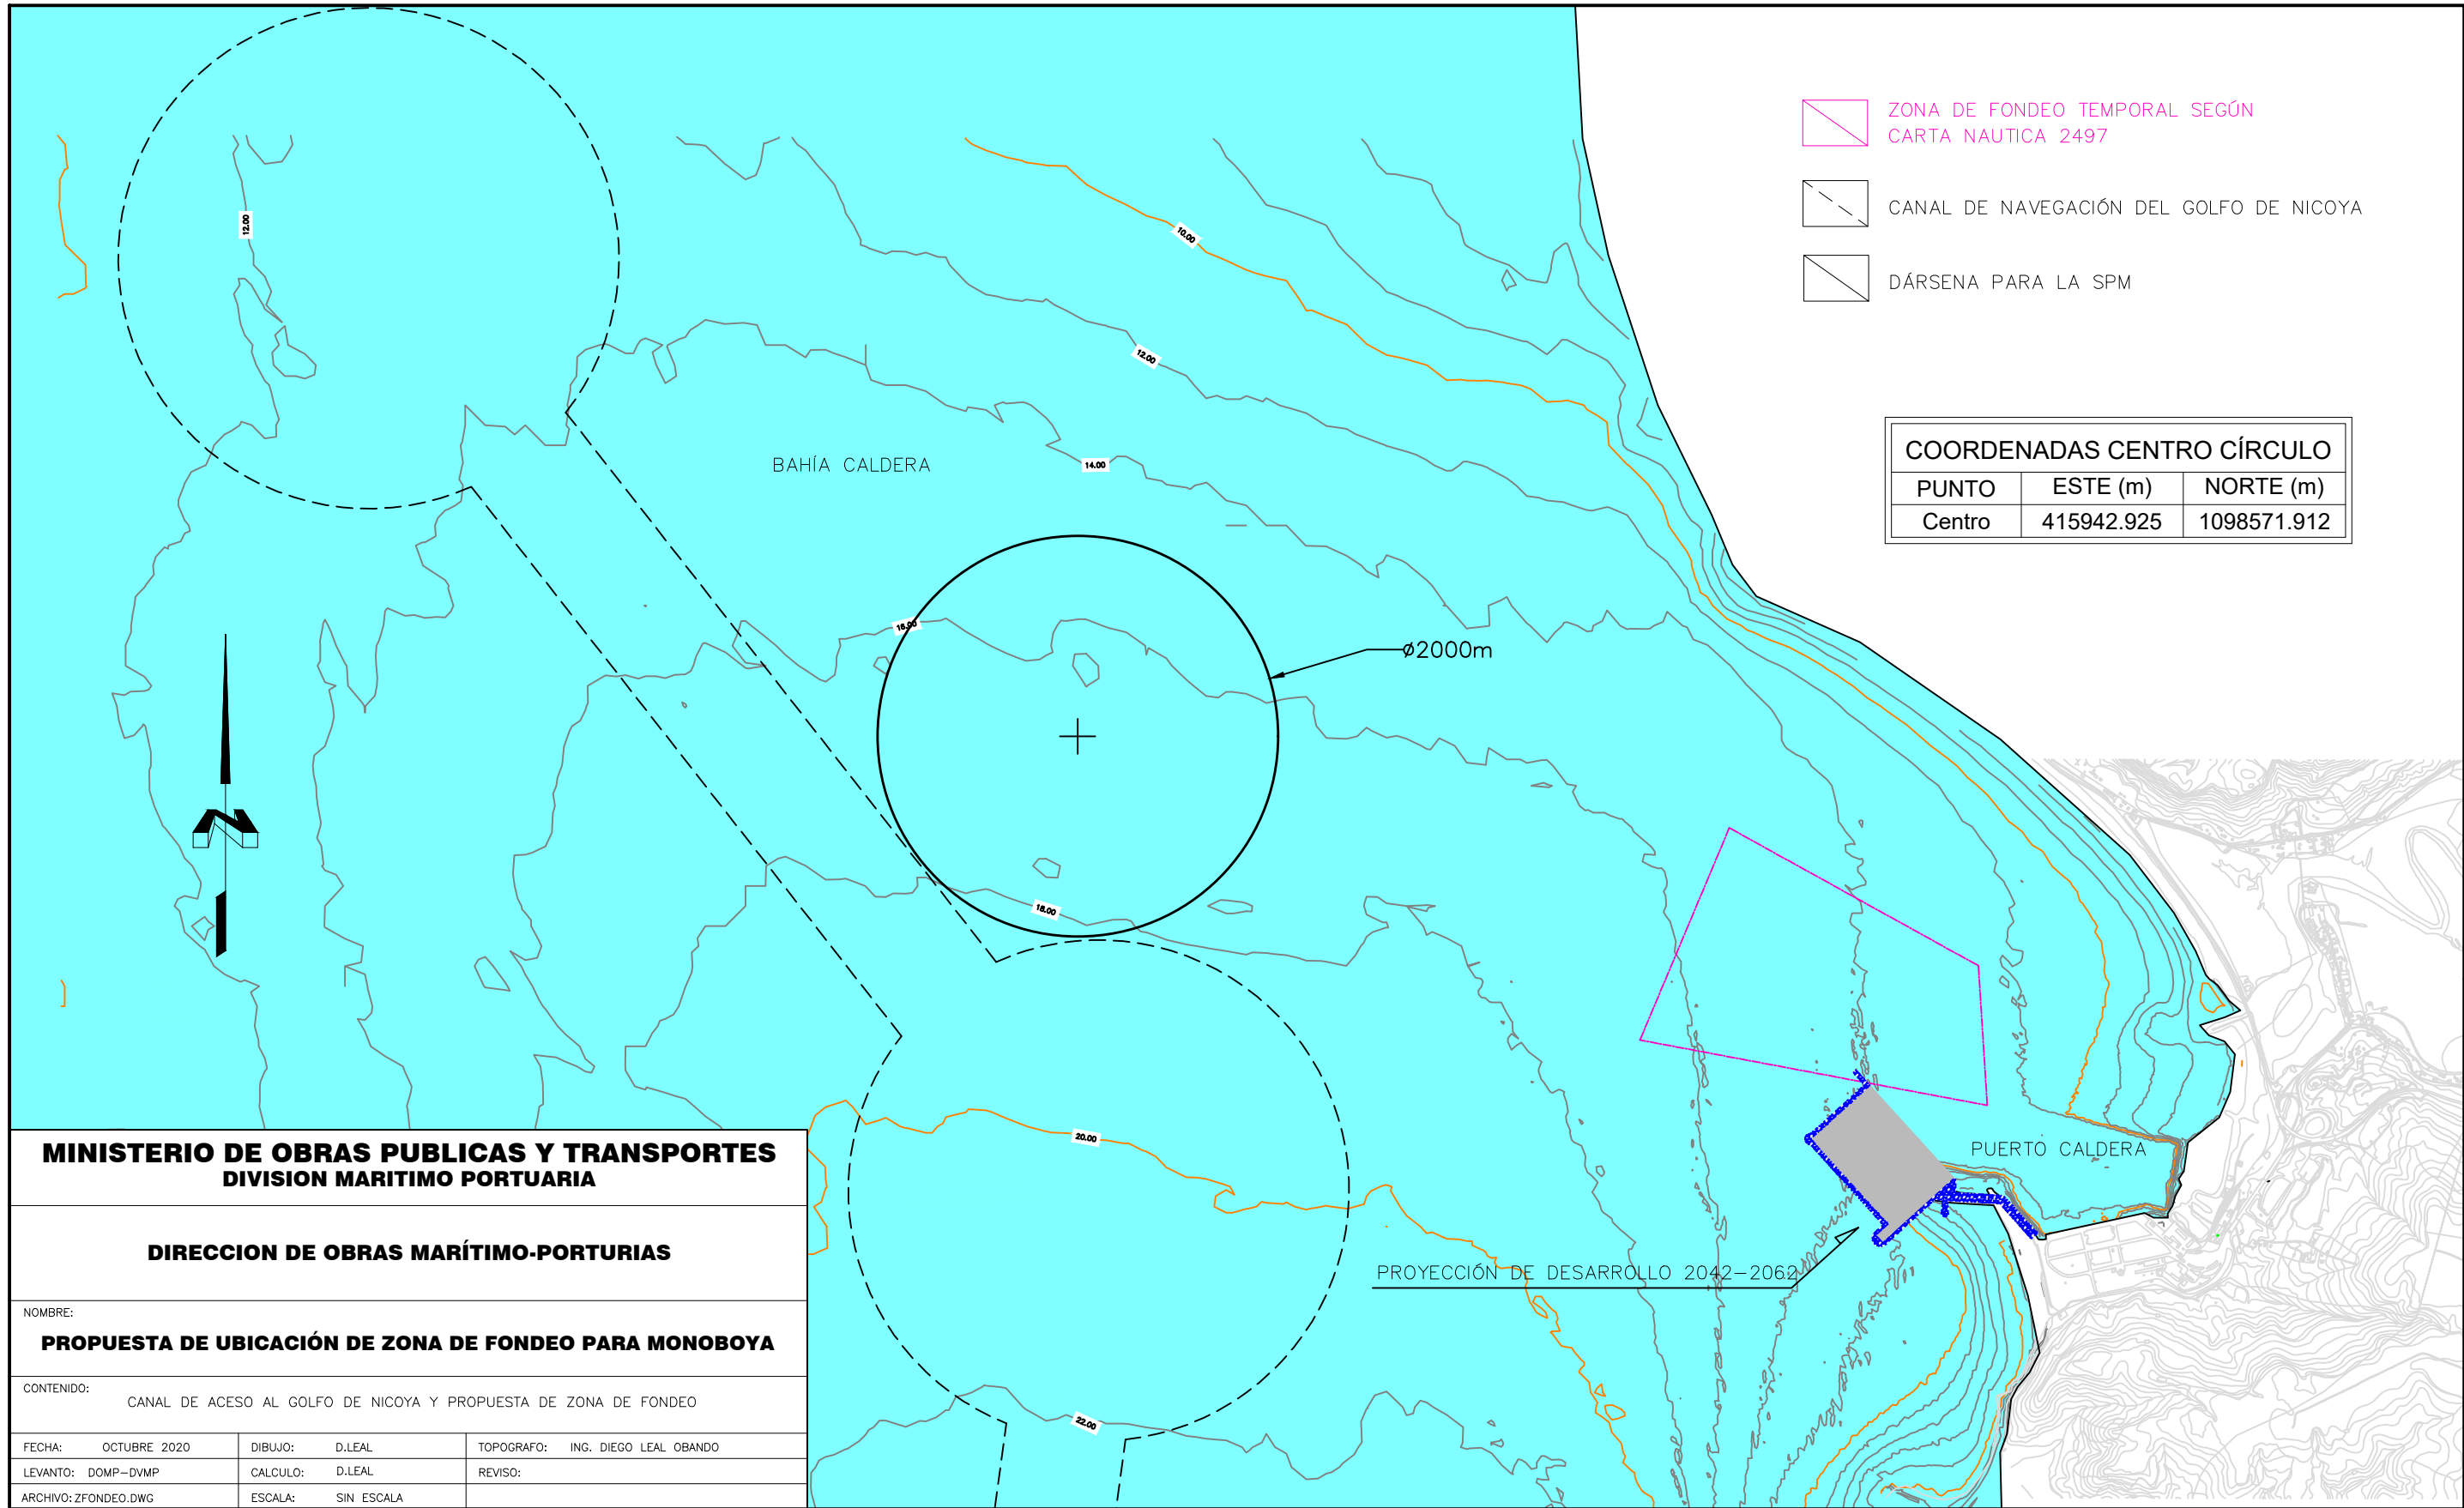 ZONA DE FONDEO TEMPORAL SEGÚN
CARTA NAUTICA 2497
CANAL DE NAVEGACIÓN DEL GOLFO DE NICOYA
DÁRSENA PARA LA SPM
COORDENADAS CENTRO CÍRCULO
PUNTO ESTE (m) NORTE (m)
Centro 415942.925 1098571.912
12.00
10.00
12.00
BAHÍA CALDERA
14.00
16.00
ø2000m
N
18.00
20.00
PUERTO CALDERA
PROYECCIÓN DE DESARROLLO 2042-2062
22.00
MINISTERIO DE OBRAS PUBLICAS Y TRANSPORTES
DIVISION MARITIMO PORTUARIA
DIRECCION DE OBRAS MARÍTIMO-PORTURIAS
NOMBRE:
PROPUESTA DE UBICACIÓN DE ZONA DE FONDEO PARA MONOBOYA
CONTENIDO:
CANAL DE ACESO AL GOLFO DE NICOYA Y PROPUESTA DE ZONA DE FONDEO
FECHA: OCTUBRE 2020 DIBUJO: D.LEAL TOPOGRAFO: ING. DIEGO LEAL OBANDO
LEVANTO: DOMP-DVMP CALCULO: D.LEAL REVISO:
ARCHIVO: ZFONDEO.DWG ESCALA: SIN ESCALA